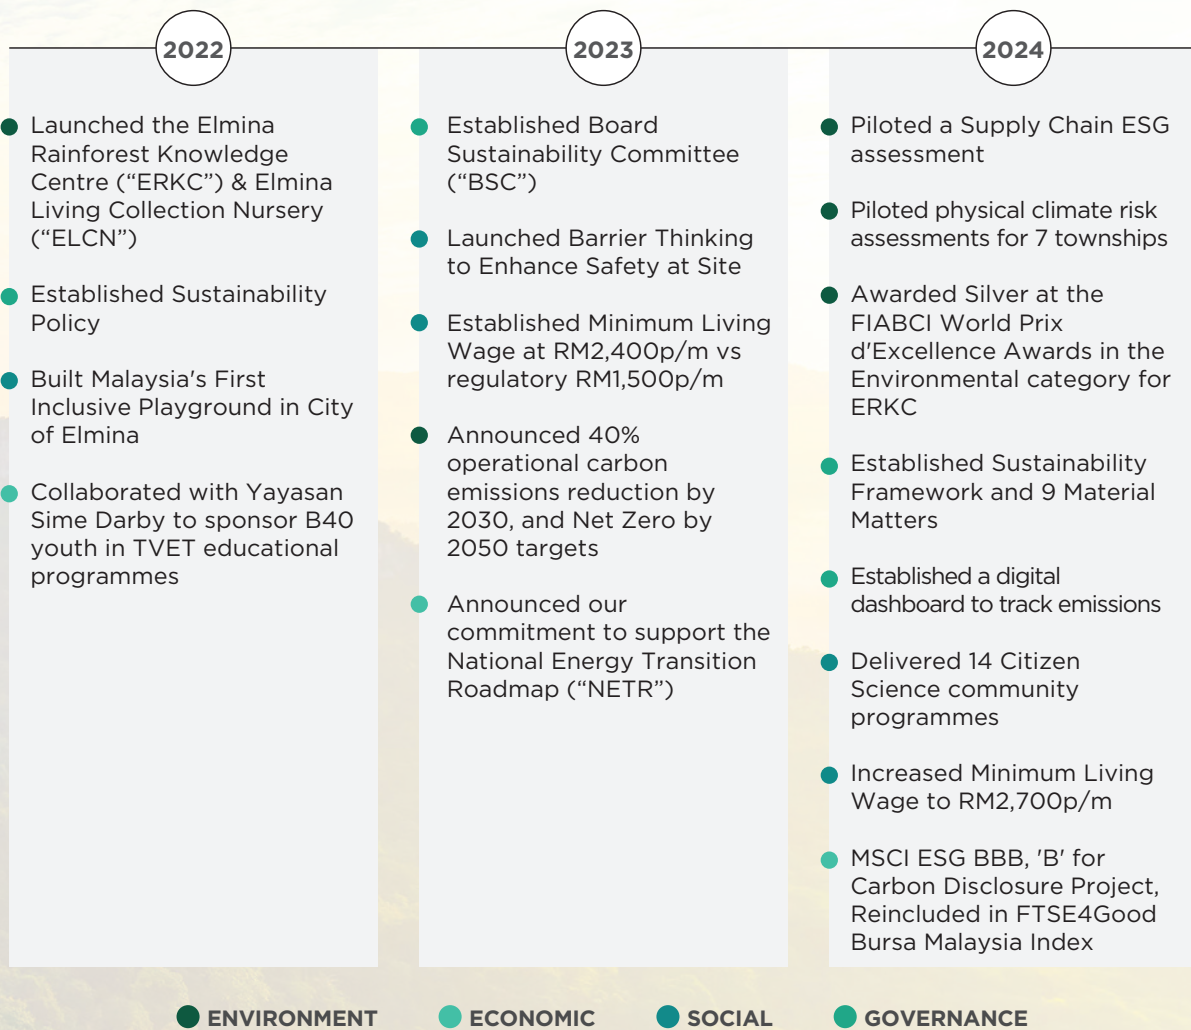 2022
Launched the Elmina
Rainforest Knowledge
Centre (“ERKC”) & Elmina
Living Collection Nursery
(“ELCN”)
Established Sustainability
Policy
Built Malaysia's First
Inclusive Playground in City
of Elmina
Collaborated with Yayasan
Sime Darby to sponsor B40
youth in TVET educational
programmes
2023
Established Board
Sustainability Committee
(“BSC”)
Launched Barrier Thinking
to Enhance Safety at Site
Established Minimum Living
Wage at RM2,400p/m vs
regulatory RM1,500p/m
Announced 40%
operational carbon
emissions reduction by
2030, and Net Zero by
2050 targets
Announced our
commitment to support the
National Energy Transition
Roadmap (“NETR”)
2024
Piloted a Supply Chain ESG
assessment
Piloted physical climate risk
assessments for 7 townships
Awarded Silver at the
FIABCI World Prix
d'Excellence Awards in the
Environmental category for
ERKC
Established Sustainability
Framework and 9 Material
Matters
Established a digital
dashboard to track emissions
Delivered 14 Citizen
Science community
programmes
Increased Minimum Living
Wage to RM2,700p/m
MSCI ESG BBB, 'B' for
Carbon Disclosure Project,
Reincluded in FTSE4Good
Bursa Malaysia Index
ENVIRONMENT
ECONOMIC
SOCIAL
GOVERNANCE